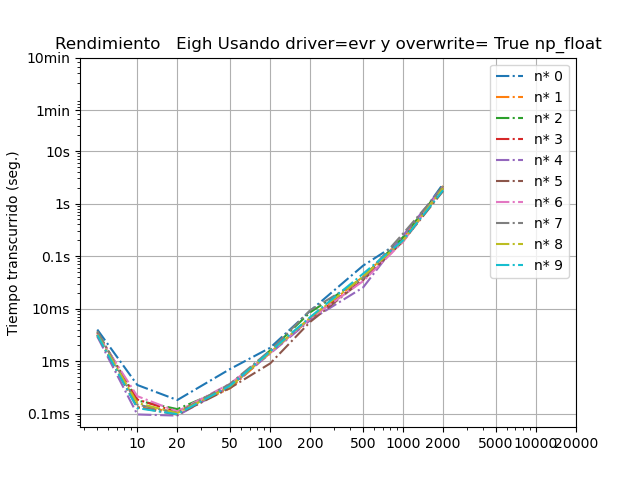 Rendimiento   Eigh Usando driver=evr y overwrite= True np_float
10min
1min
10s
1s
0.1s
10ms
1ms
0.1ms
Tiempo transcurrido (seg.)
n* 0
n* 1
n* 2
n* 3
n* 4
n* 5
n* 6
n* 7
n* 8
n* 9
10 20 50 100 200 500 1000 2000 5000 10000 20000